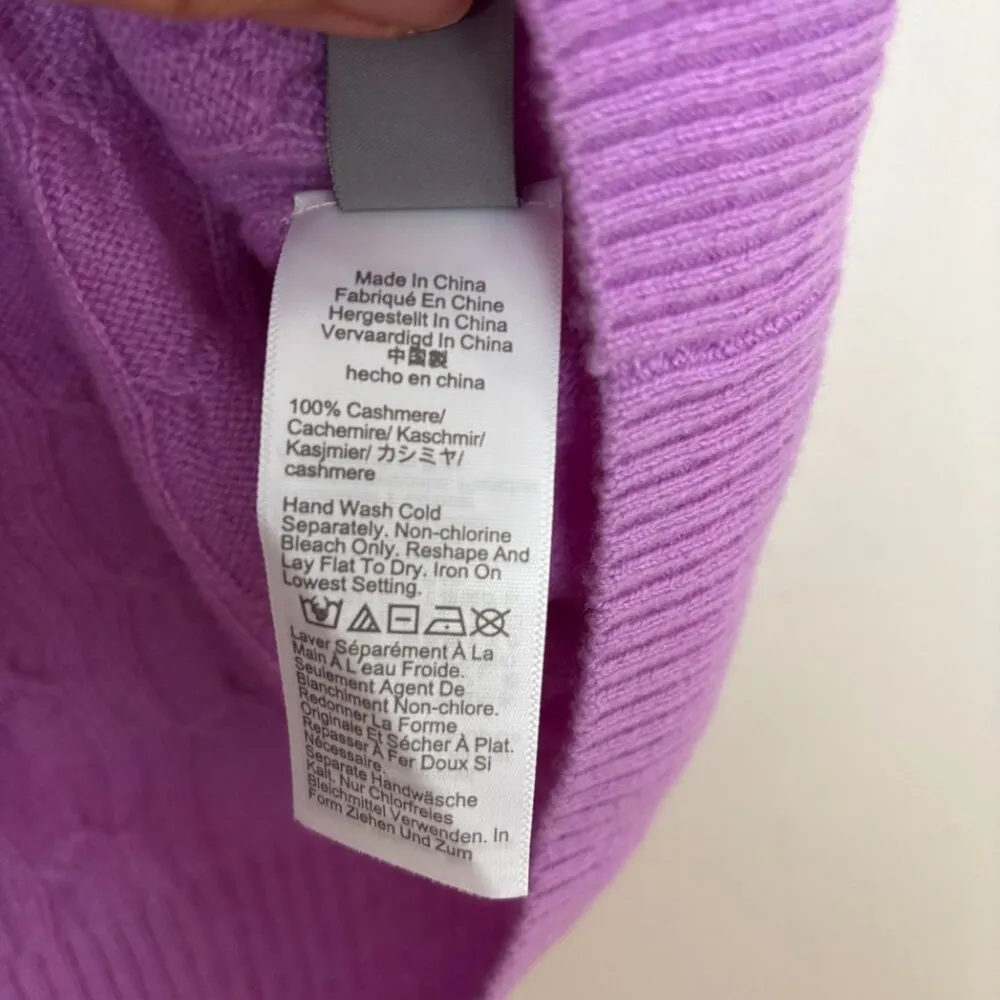 Made In China
Fabriqué En Chine
Hergestellt In China
Vervaardigd In China
中国製
hecho en china
100% Cashmere/
Cachemire/ Kaschmir/
Kasjmier/ カシミヤ/
cashmere
Hand Wash Cold
Separately. Non-chlorine
Bleach Only. Reshape And
Lay Flat To Dry. Iron On
Lowest Setting.
Laver Séparément À La
Main À L'eau Froide.
Seulement Agent De
Blanchiment Non-chlore.
Redonner La Forme
Originale Et Sécher À Plat.
Repasser À Fer Doux Si
Nécessaire.
Separate Handwäsche
Kalt. Nur Chlorfreies
Bleichmittel Verwenden. In
Form Ziehen Und Zum